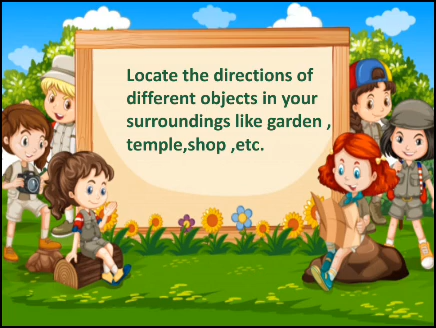 Locate the directions of
different objects in your
surroundings like garden ,
temple,shop ,etc.